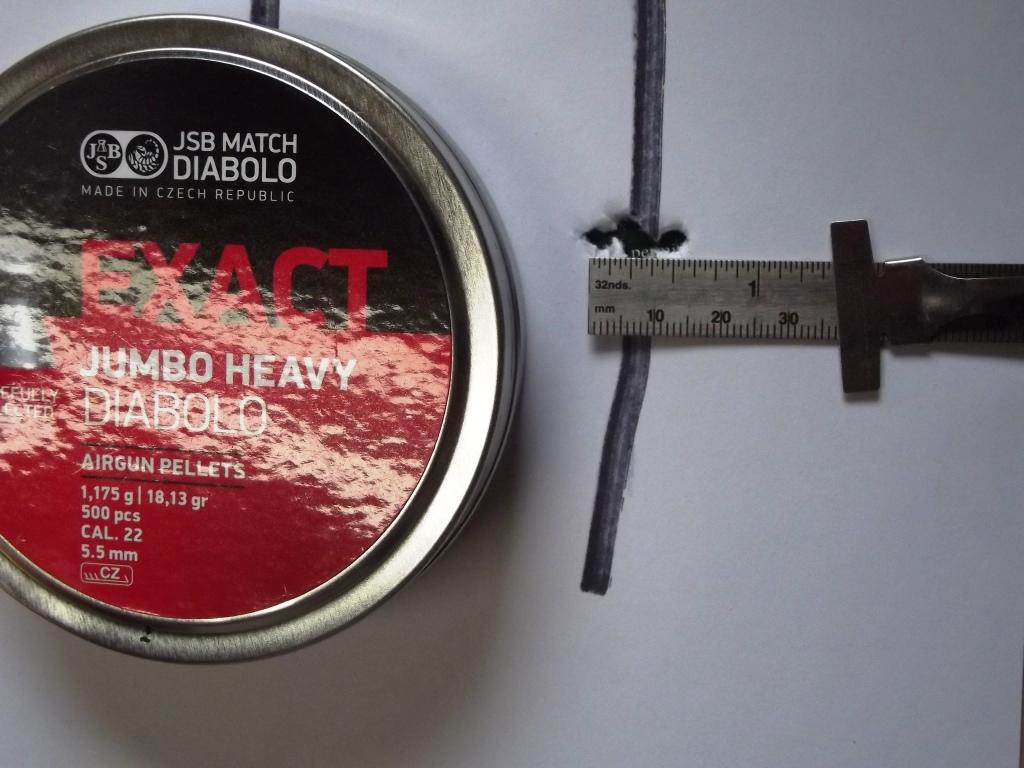 JSB
JSB MATCH
DIABOLO
MADE IN CZECH REPUBLIC
EXACT
JUMBO HEAVY
DIABOLO
AIRGUN PELLETS
1,175 g | 18,13 gr
500 pcs
CAL. 22
5.5 mm
CZ
32nds.
1
mm
10
20
30